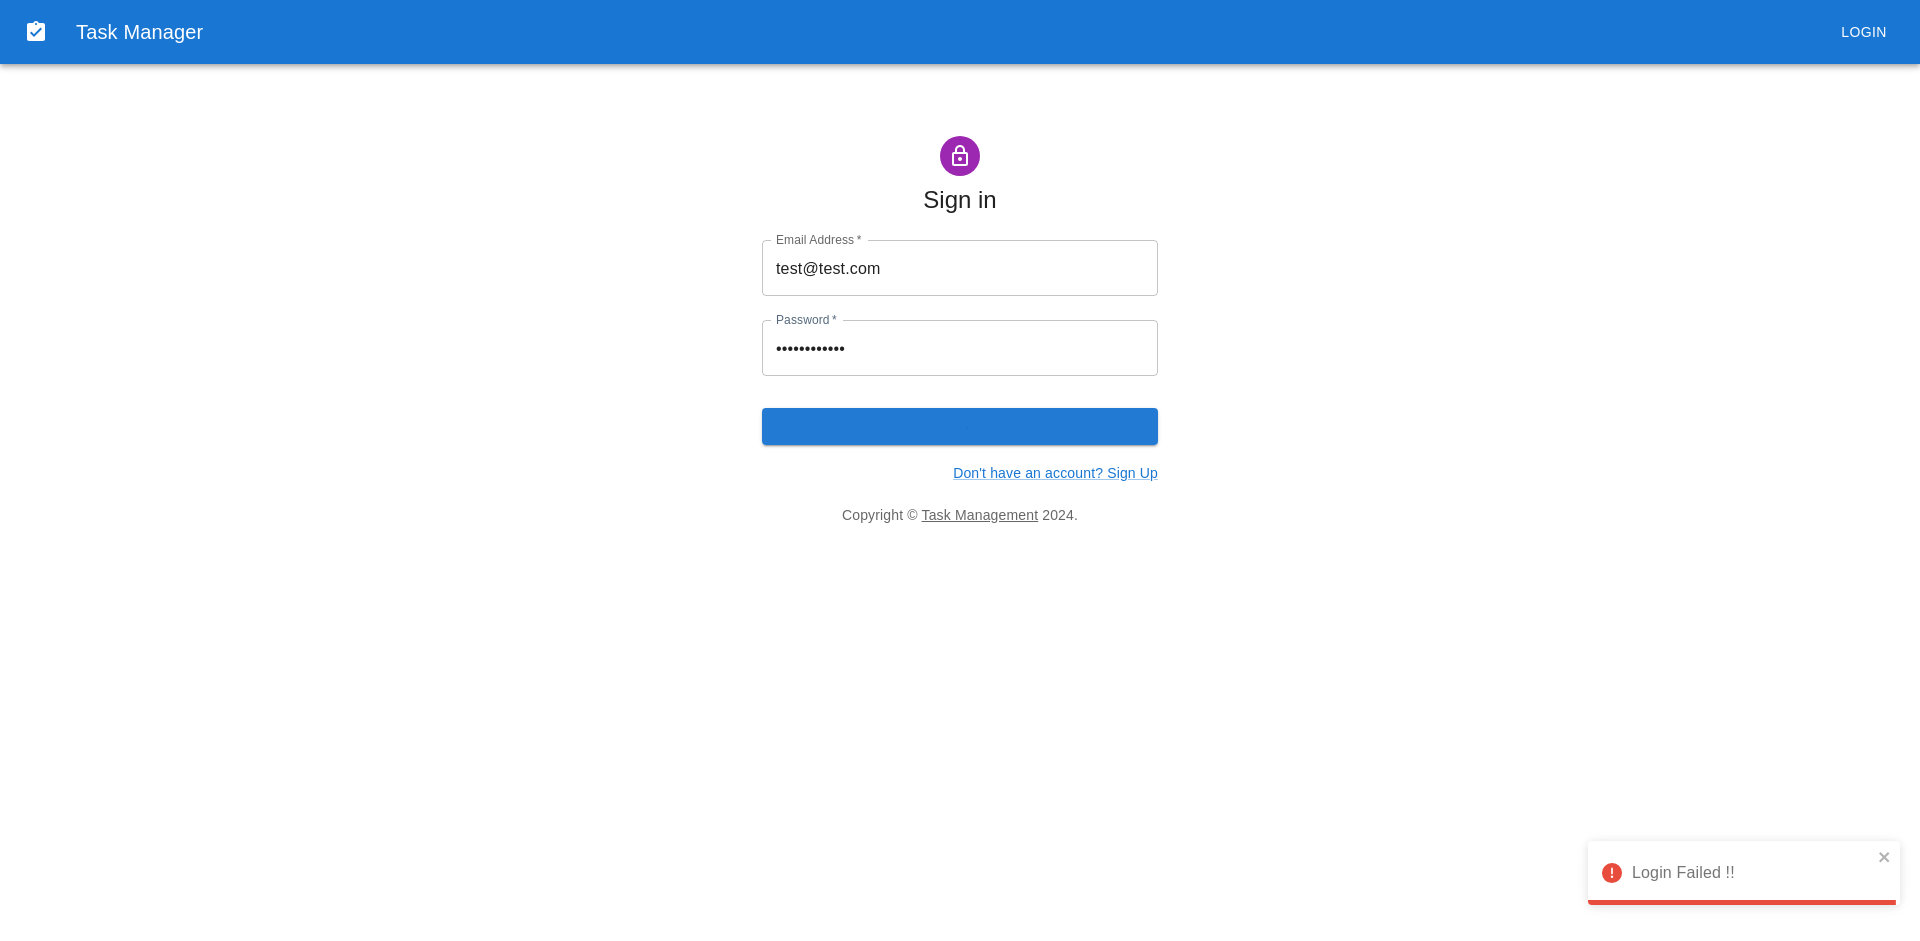 Task Manager
LOGIN
Sign in
Email Address *
test@test.com
Password *
••••••••••••
Don't have an account? Sign Up
Copyright © Task Management 2024.
Login Failed !!